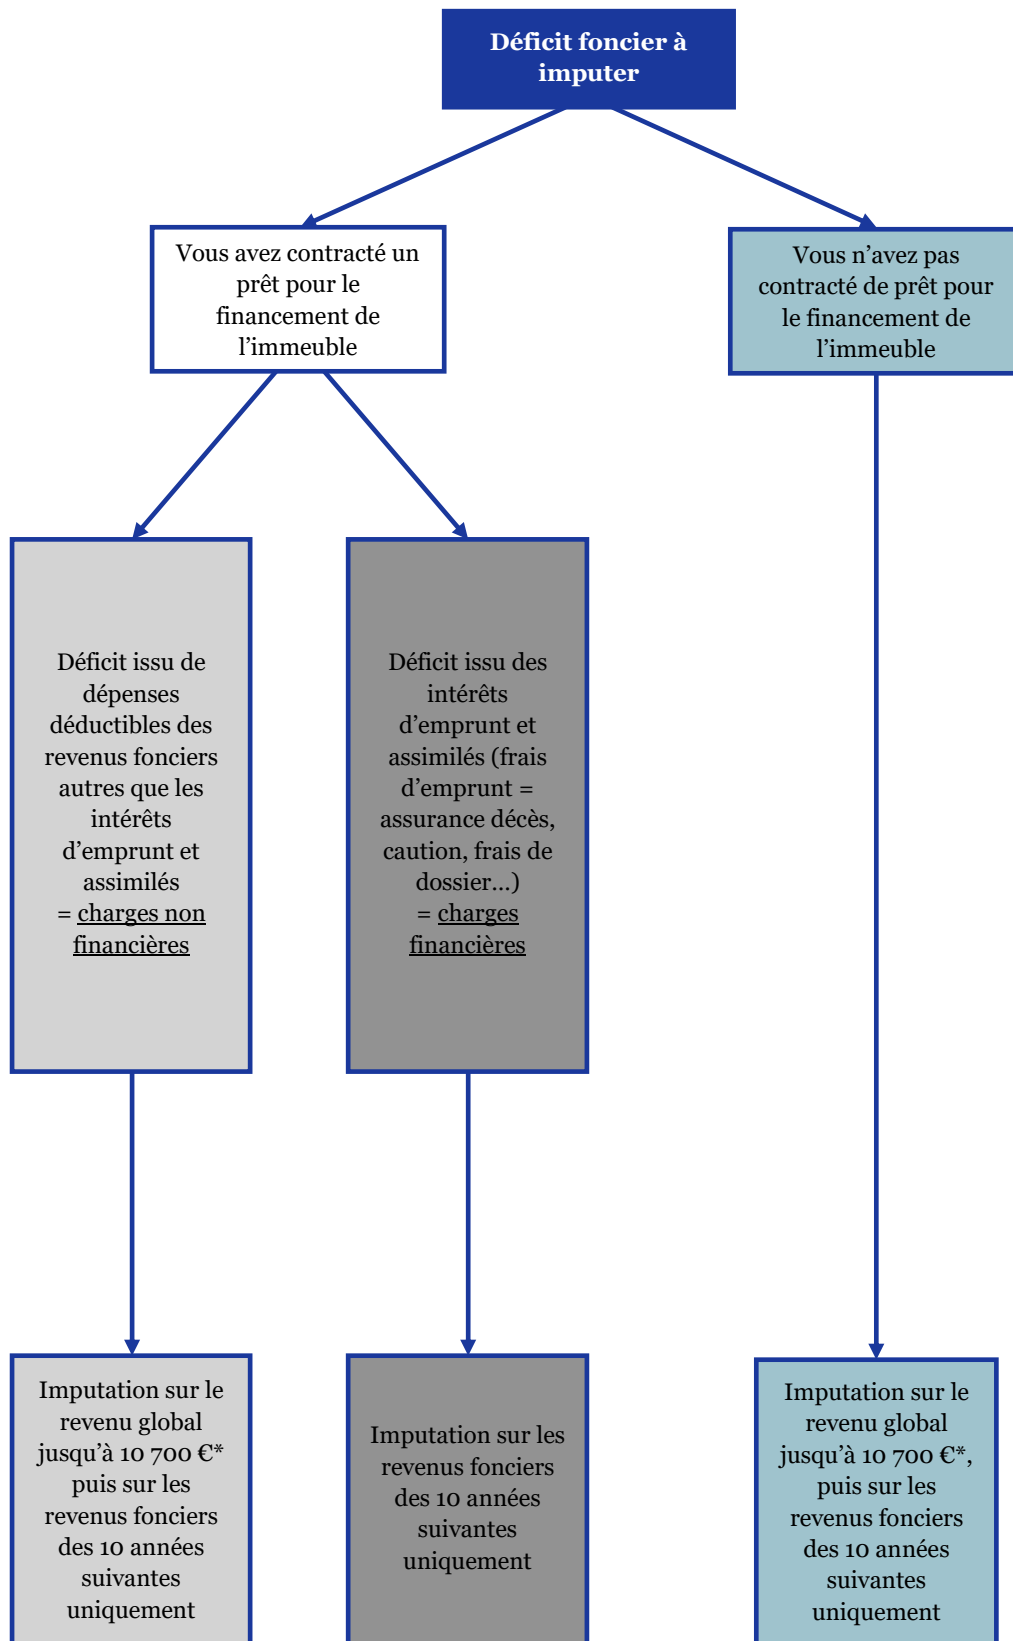 Déficit foncier à
imputer
Vous avez contracté un
prêt pour le
financement de
l’immeuble
Vous n’avez pas
contracté de prêt pour
le financement de
l’immeuble
Déficit issu de
dépenses
déductibles des
revenus fonciers
autres que les
intérêts
d’emprunt et
assimilés
= charges non
financières
Déficit issu des
intérêts
d’emprunt et
assimilés (frais
d’emprunt =
assurance décès,
caution, frais de
dossier…)
= charges
financières
Imputation sur le
revenu global
jusqu’à 10 700 €*
puis sur les
revenus fonciers
des 10 années
suivantes
uniquement
Imputation sur les
revenus fonciers
des 10 années
suivantes
uniquement
Imputation sur le
revenu global
jusqu’à 10 700 €*,
puis sur les
revenus fonciers
des 10 années
suivantes
uniquement